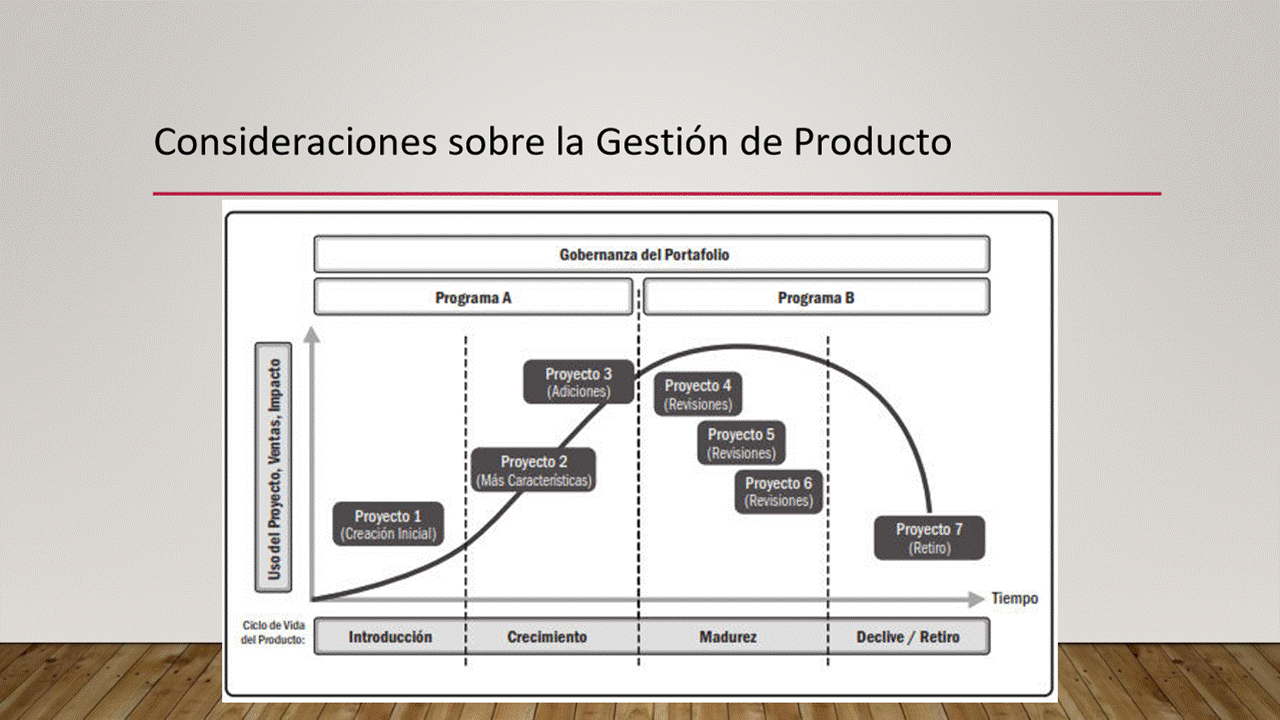 Consideraciones sobre la Gestión de Producto
Gobernanza del Portafolio
Programa A
Programa B
Uso del Proyecto, Ventas, Impacto
Proyecto 1
(Creación Inicial)
Proyecto 2
(Más Características)
Proyecto 3
(Adiciones)
Proyecto 4
(Revisiones)
Proyecto 5
(Revisiones)
Proyecto 6
(Revisiones)
Proyecto 7
(Retiro)
Tiempo
Ciclo de Vida
del Producto:
Introducción
Crecimiento
Madurez
Declive / Retiro